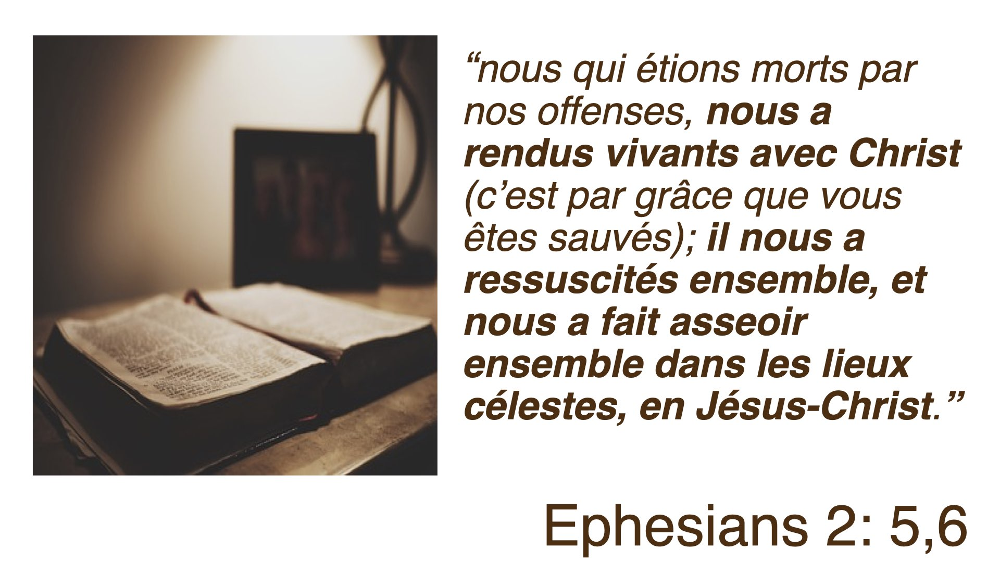 “nous qui étions morts par
nos offenses, nous a
rendus vivants avec Christ
(c’est par grâce que vous
êtes sauvés); il nous a
ressuscités ensemble, et
nous a fait asseoir
ensemble dans les lieux
célestes, en Jésus-Christ.”
Ephesians 2: 5,6